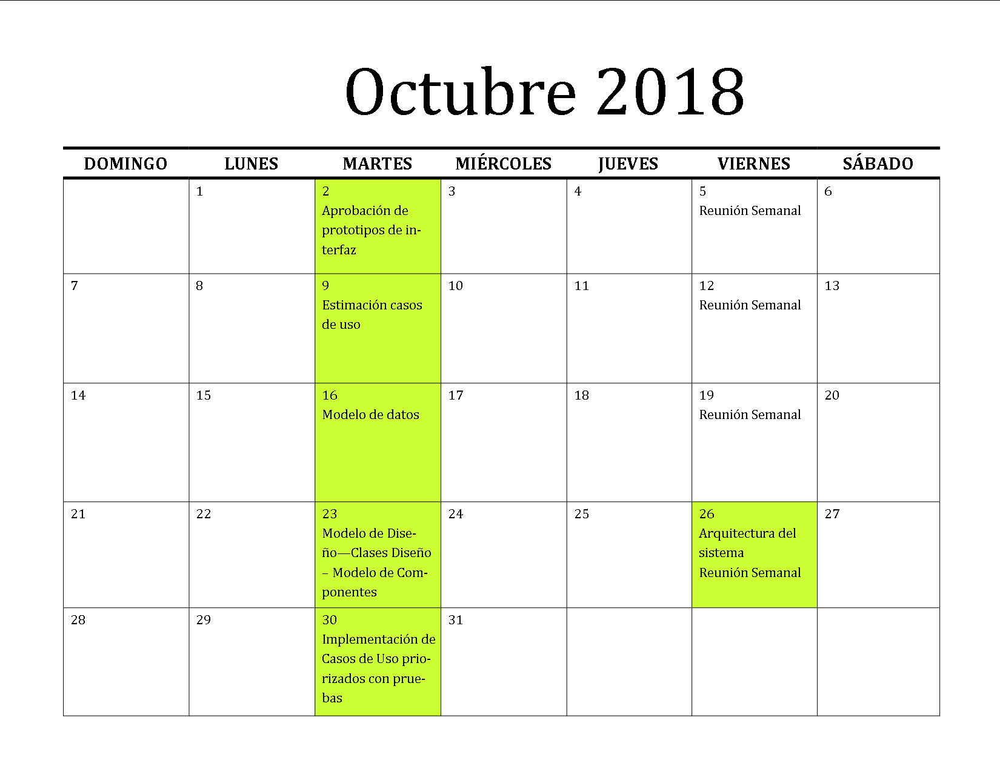 Octubre 2018
DOMINGO LUNES MARTES MIÉRCOLES JUEVES VIERNES SÁBADO
1
2
Aprobación de
prototipos de in-
terfaz
3
4
5
Reunión Semanal
6
7
8
9
Estimación casos
de uso
10
11
12
Reunión Semanal
13
14
15
16
Modelo de datos
17
18
19
Reunión Semanal
20
21
22
23
Modelo de Dise-
ño—Clases Diseño
– Modelo de Com-
ponentes
24
25
26
Arquitectura del
sistema
Reunión Semanal
27
28
29
30
Implementación de
Casos de Uso prio-
rizados con prue-
bas
31